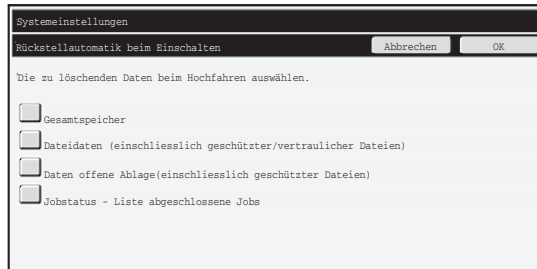 Systemeinstellungen
Rückstellautomatik beim Einschalten Abbrechen OK
'Die zu löschenden Daten beim Hochfahren auswählen.
Gesamtspeicher
Dateidaten (einschliesslich geschützter/vertraulicher Dateien)
Daten offene Ablage(einschliesslich geschützter Dateien)
Jobstatus - Liste abgeschlossene Jobs